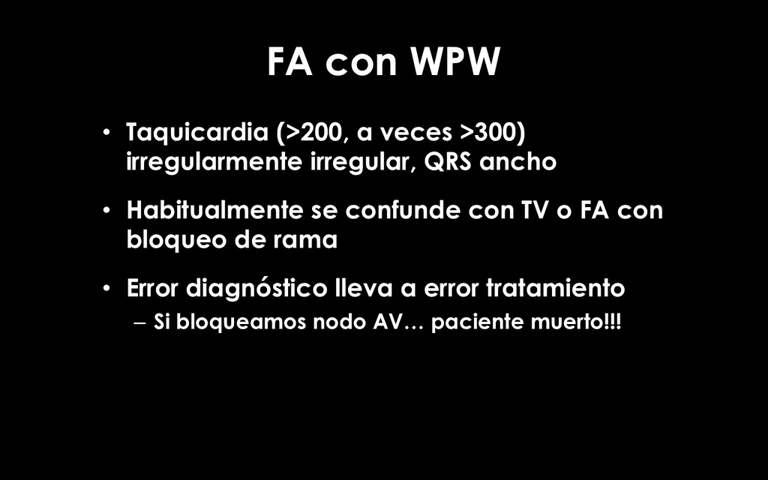 FA con WPW
• Taquicardia (>200, a veces >300)
irregularmente irregular, QRS ancho
• Habitualmente se confunde con TV o FA con
bloqueo de rama
• Error diagnóstico lleva a error tratamiento
– Si bloqueamos nodo AV... paciente muerto!!!